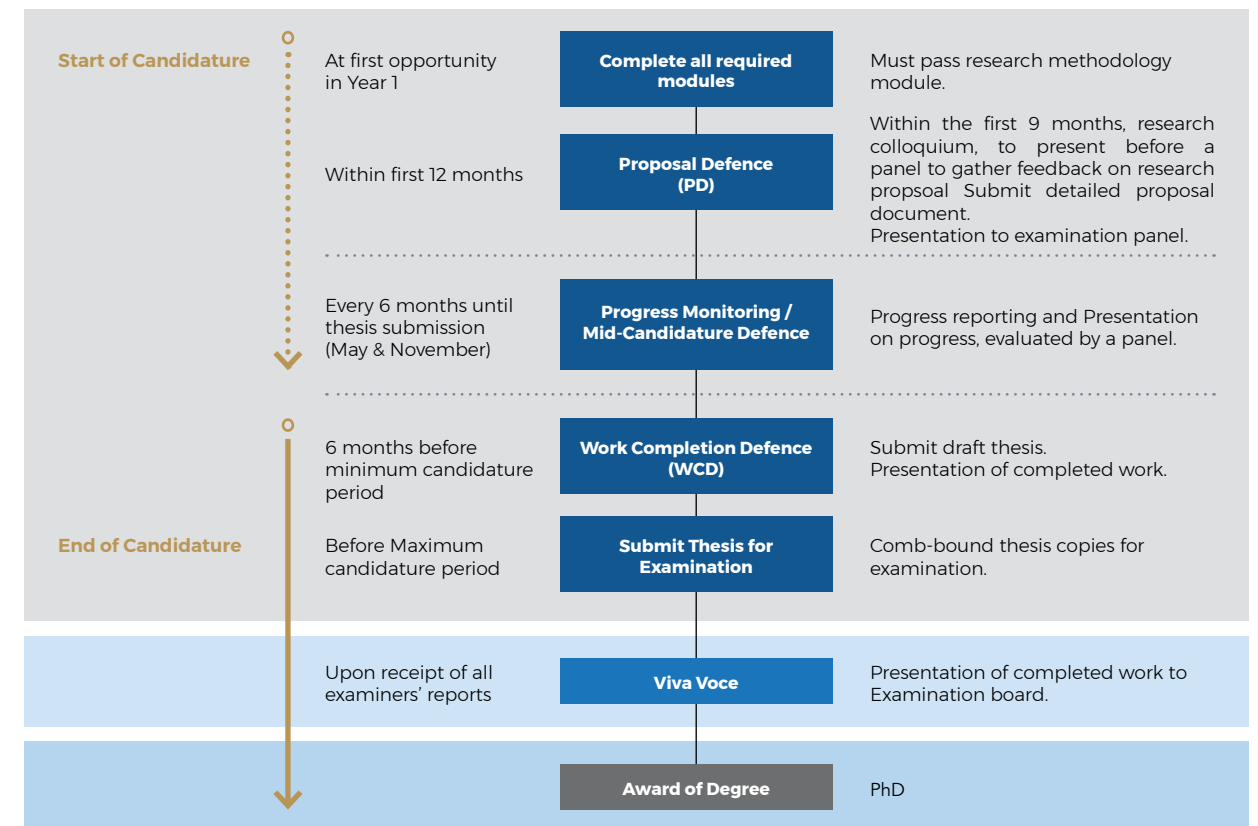 Start of Candidature
At first opportunity
in Year 1
Complete all required
modules
Must pass research methodology
module.
Within first 12 months
Proposal Defence
(PD)
Within the first 9 months, research
colloquium, to present before a
panel to gather feedback on research
propsoal Submit detailed proposal
document.
Presentation to examination panel.
Every 6 months until
thesis submission
(May & November)
Progress Monitoring /
Mid-Candidature Defence
Progress reporting and Presentation
on progress, evaluated by a panel.
6 months before
minimum candidature
period
Work Completion Defence
(WCD)
Submit draft thesis.
Presentation of completed work.
End of Candidature
Before Maximum
candidature period
Submit Thesis for
Examination
Comb-bound thesis copies for
examination.
Upon receipt of all
examiners’ reports
Viva Voce
Presentation of completed work to
Examination board.
Award of Degree
PhD